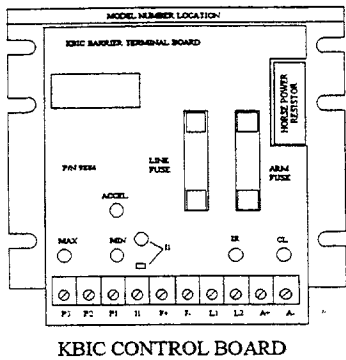 MODEL NUMBER LOCATION
KBIC BARRIER TERMINAL BOARD
HORSE POWER
RESISTOR
LINE
FUSE
ARM
FUSE
P/N 9884
ACCEL
MAX
MIN
IR
CL
P3 P2 P1 I1 F+ F- L1 L2 A+ A-
KBIC CONTROL BOARD